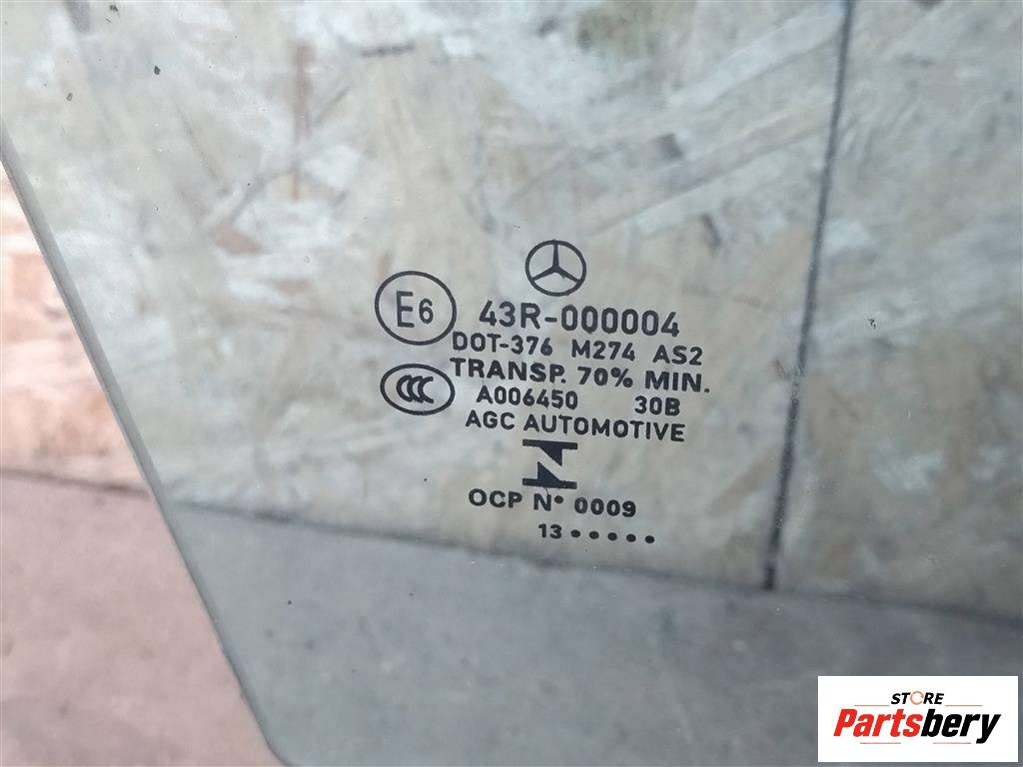 E6 43R-000004
DOT-376 M274 AS2
TRANSP. 70% MIN.
CCC A006450 30B
AGC AUTOMOTIVE
OCP N° 0009
13 •••••
STORE
Partsbery